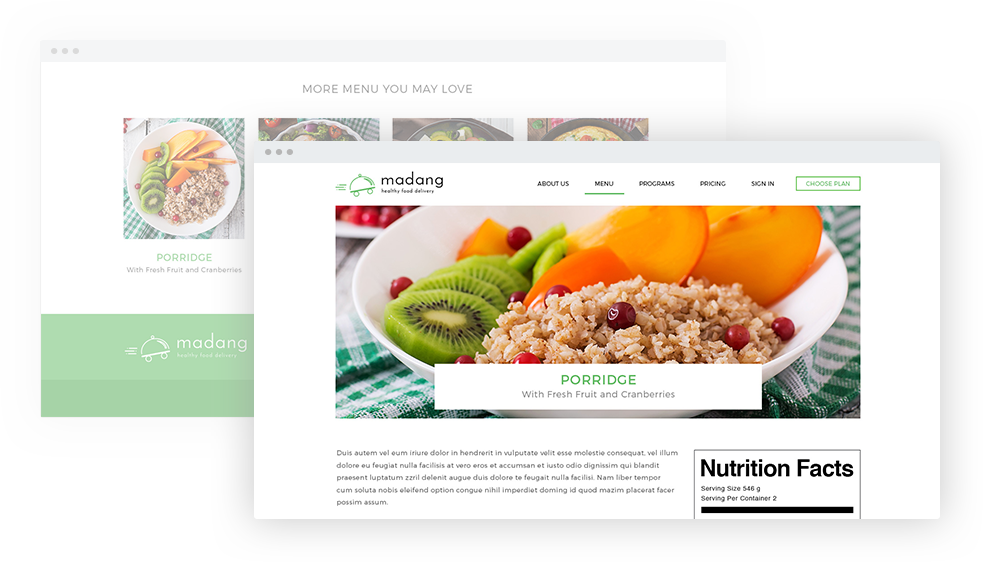 MORE MENU YOU MAY LOVE
PORRIDGE
With Fresh Fruit and Cranberries
madang
healthy food delivery
madang
healthy food delivery
ABOUT US
MENU
PROGRAMS
PRICING
SIGN IN
CHOOSE PLAN
PORRIDGE
With Fresh Fruit and Cranberries
Duis autem vel eum iriure dolor in hendrerit in vulputate velit esse molestie consequat, vel illum
dolore eu feugiat nulla facilisis at vero eros et accumsan et iusto odio dignissim qui blandit
praesent luptatum zzril delenit augue duis dolore te feugait nulla facilisi. Nam liber tempor
cum soluta nobis eleifend option congue nihil imperdiet doming id quod mazim placerat facer
possim assum.
Nutrition Facts
Serving Size 546 g
Serving Per Container 2